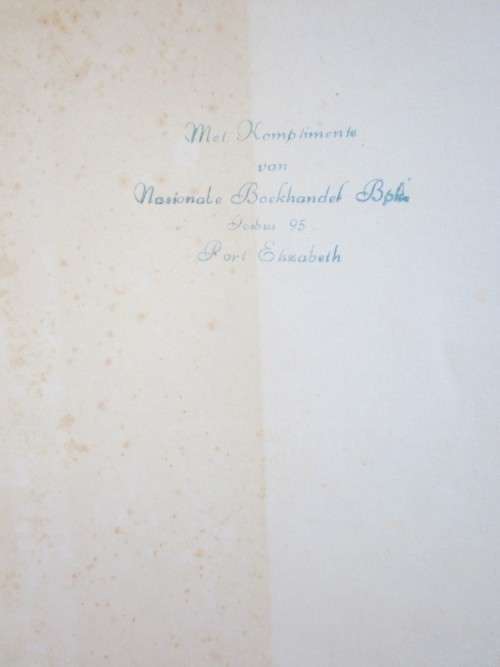 Met Komplimente
van
Nasionale Boekhandel Bpk.
Posbus 95
Port Elizabeth